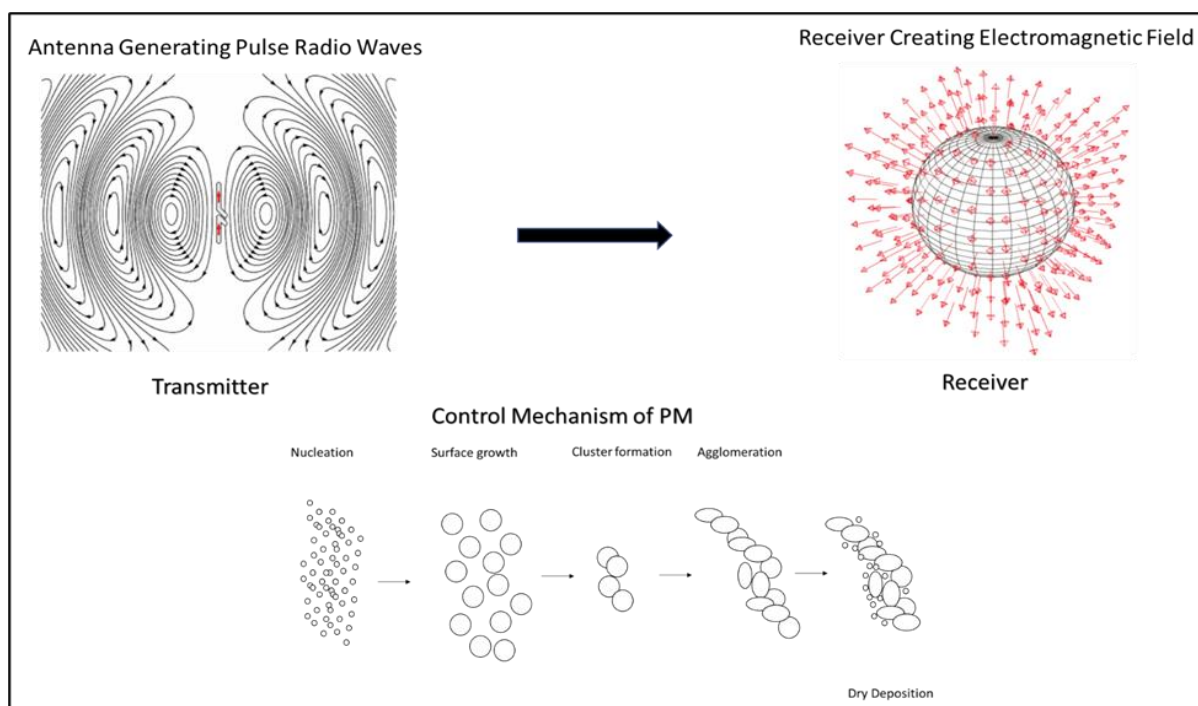 Antenna Generating Pulse Radio Waves
Receiver Creating Electromagnetic Field
Transmitter
Receiver
Control Mechanism of PM
Nucleation
Surface growth
Cluster formation
Agglomeration
Dry Deposition